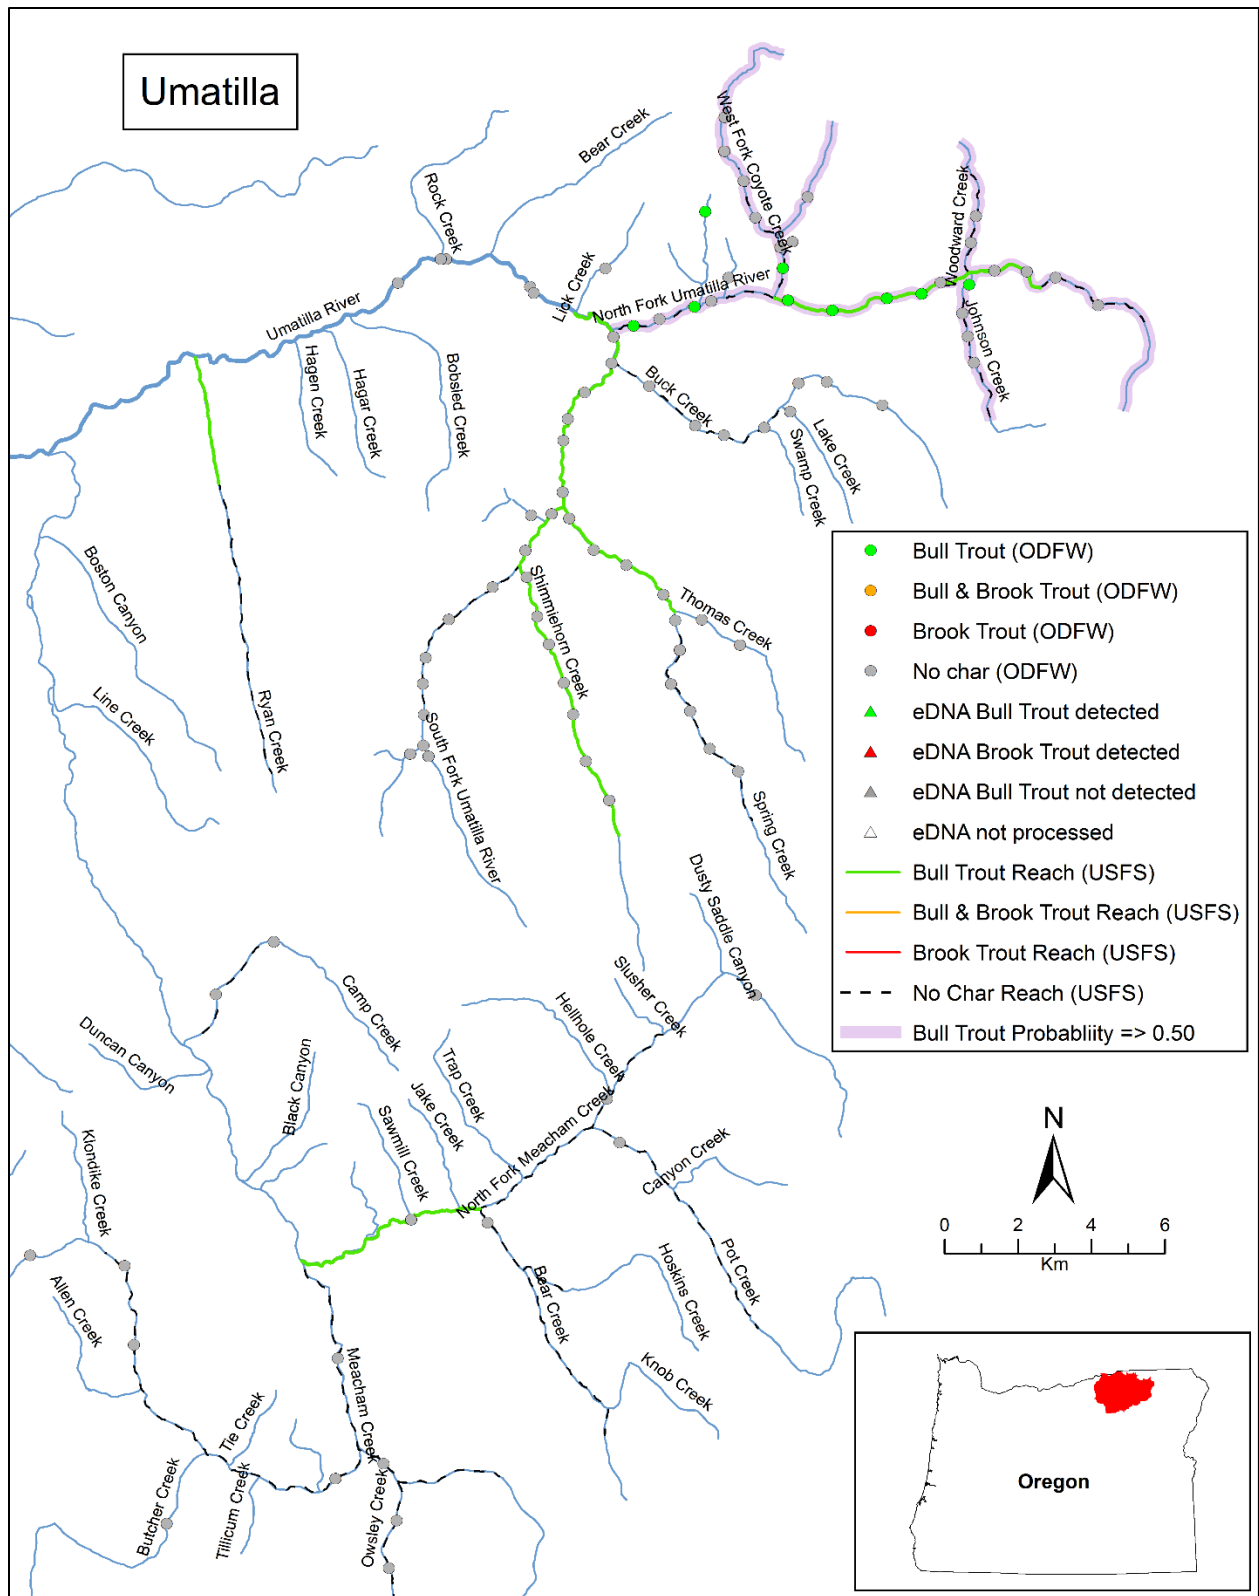 Umatilla
West Fork Coyote Creek
Bear Creek
Rock Creek
Woodward Creek
Lick Creek
North Fork Umatilla River
Umatilla River
Johnson Creek
Hagen Creek
Hagar Creek
Bobsled Creek
Buck Creek
Lake Creek
Swamp Creek
Boston Canyon
Shimmiehorn Creek
Thomas Creek
Line Creek
Ryan Creek
South Fork Umatilla River
Spring Creek
Bull Trout (ODFW)
Bull & Brook Trout (ODFW)
Brook Trout (ODFW)
No char (ODFW)
eDNA Bull Trout detected
eDNA Brook Trout detected
eDNA Bull Trout not detected
eDNA not processed
Bull Trout Reach (USFS)
Bull & Brook Trout Reach (USFS)
Brook Trout Reach (USFS)
No Char Reach (USFS)
Bull Trout Probabliity => 0.50
Dusty Saddle Canyon
Slusher Creek
Hellhole Creek
Camp Creek
Duncan Canyon
Black Canyon
Trap Creek
Jake Creek
Sawmill Creek
North Fork Meacham Creek
Canyon Creek
Klondike Creek
Allen Creek
Pot Creek
Hoskins Creek
Bear Creek
Knob Creek
Meacham Creek
Tie Creek
Butcher Creek
Tillicum Creek
Owsley Creek
N
0 2 4 6
Km
Oregon